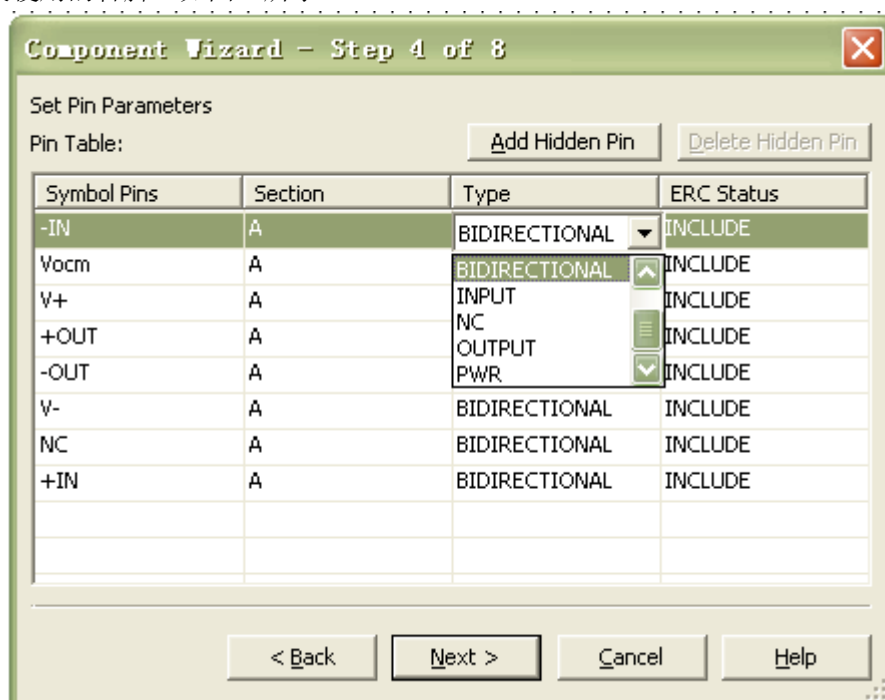 Component Wizard - Step 4 of 8
Set Pin Parameters
Pin Table:
Add Hidden Pin
Delete Hidden Pin
Symbol Pins Section Type ERC Status
-IN A BIDIRECTIONAL INCLUDE
Vocm A BIDIRECTIONAL INCLUDE
V+ A INPUT INCLUDE
NC
+OUT A OUTPUT INCLUDE
-OUT A PWR INCLUDE
V- A BIDIRECTIONAL INCLUDE
NC A BIDIRECTIONAL INCLUDE
+IN A BIDIRECTIONAL INCLUDE
< Back Next > Cancel Help